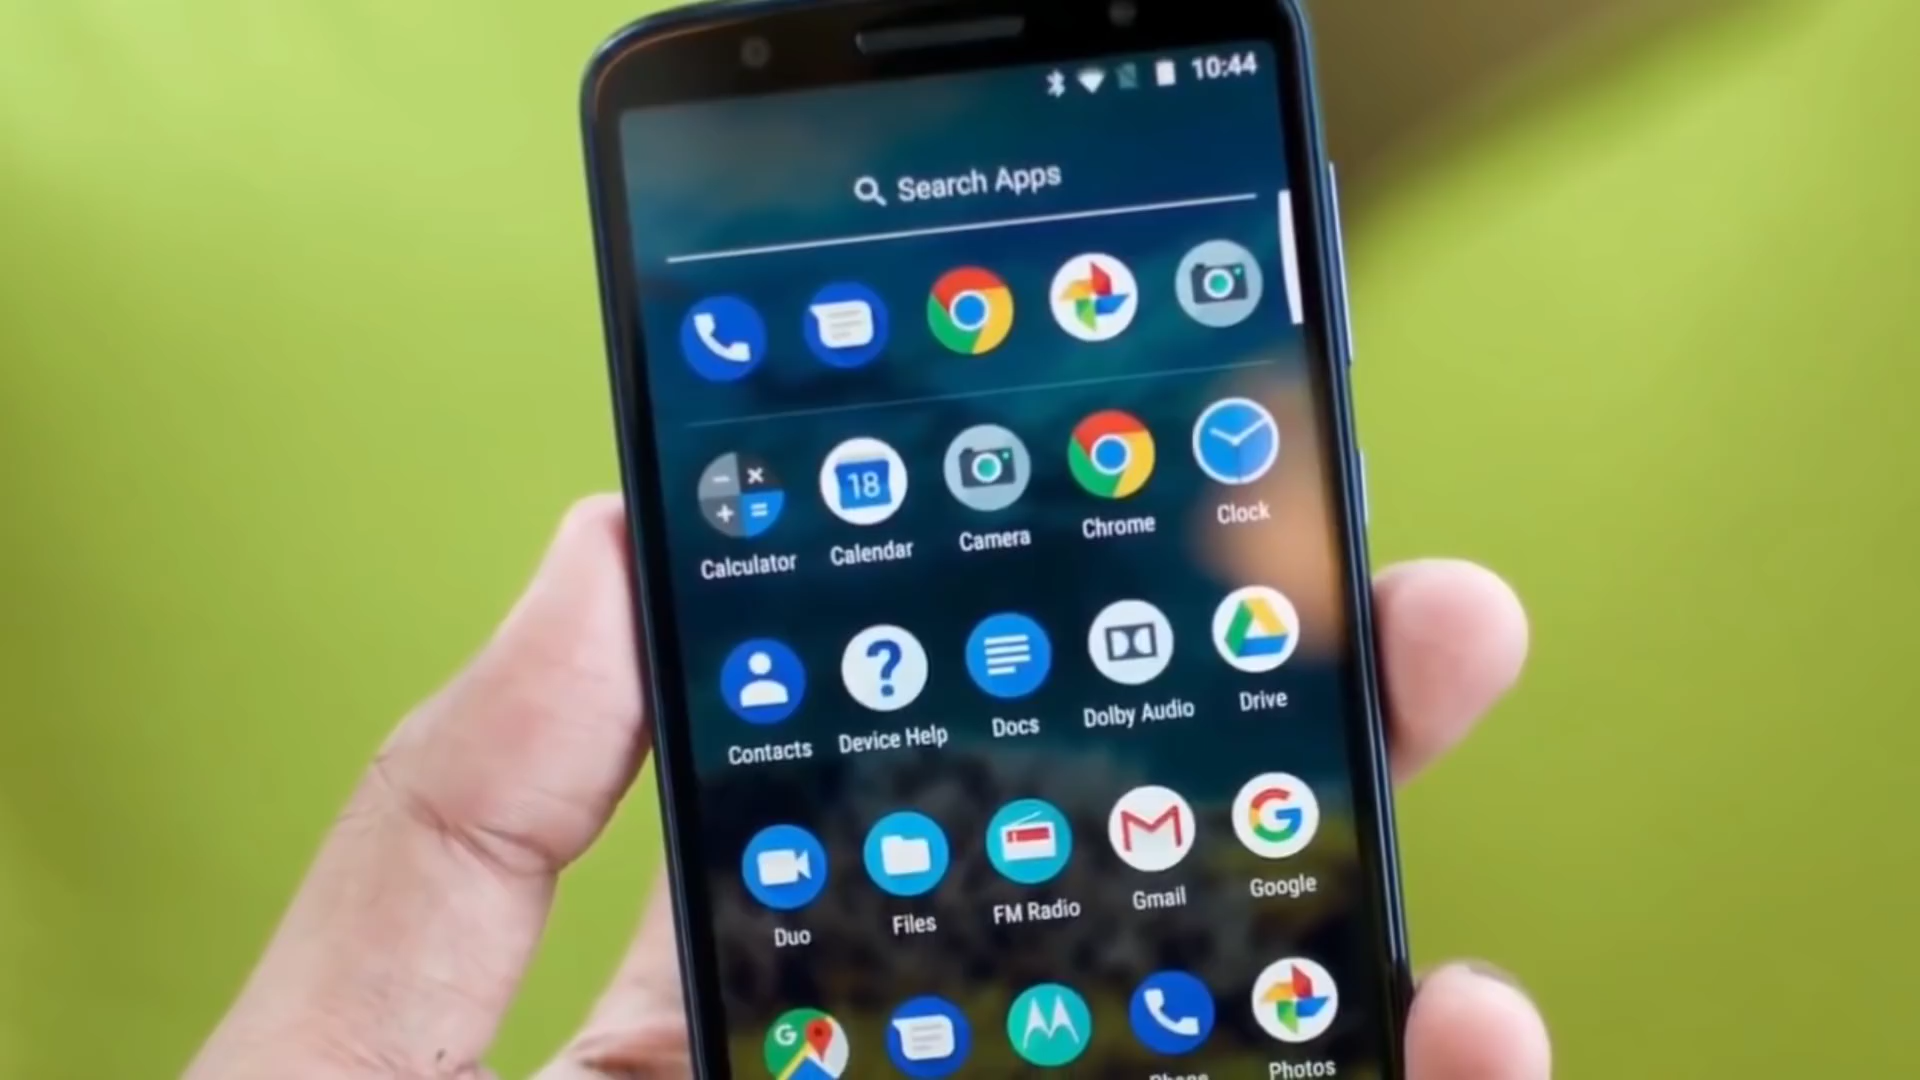 10:44
Search Apps
18
Calculator Calendar Camera Chrome Clock
Contacts Device Help Docs Dolby Audio Drive
Duo Files FM Radio Gmail Google
G
Phone Photos